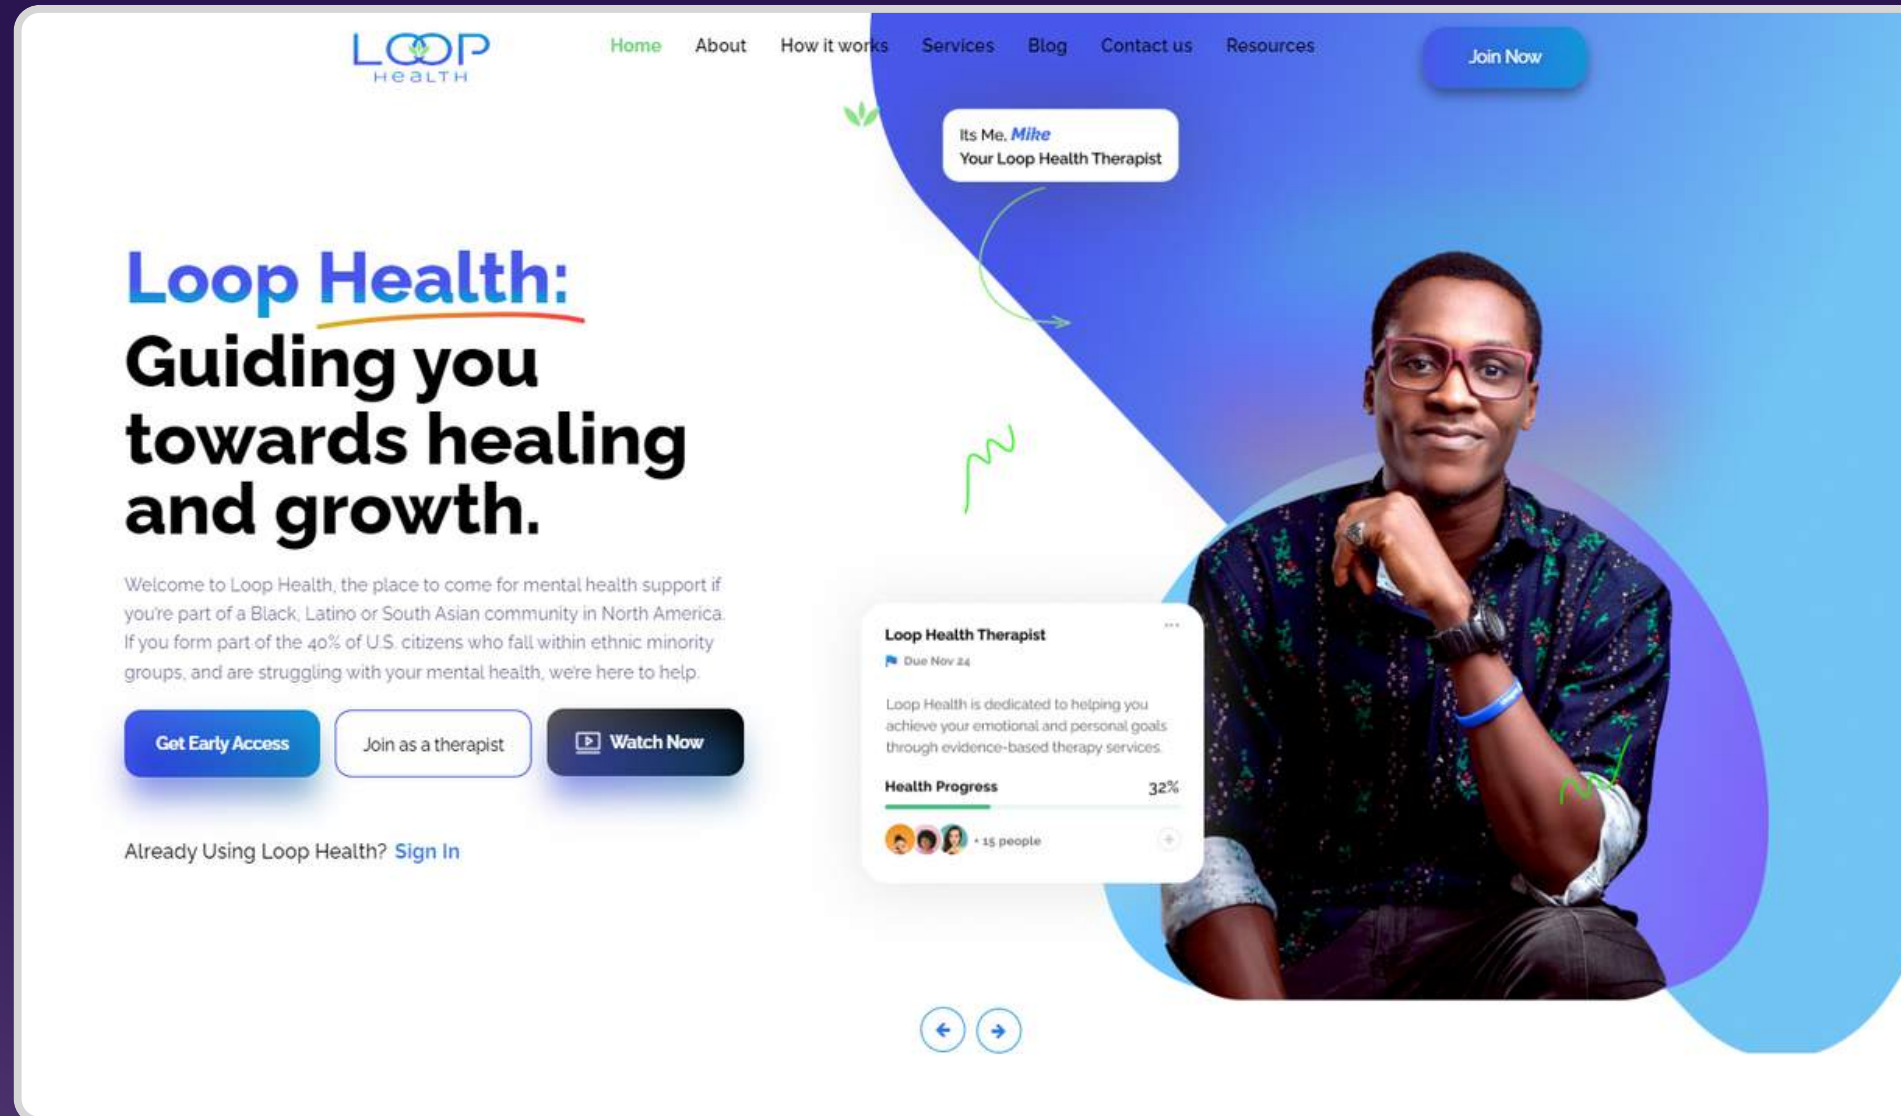 LOOP
HEALTH
Home About How it works Services Blog Contact us Resources
Join Now
Its Me, Mike
Your Loop Health Therapist
Loop Health:
Guiding you
towards healing
and growth.
Welcome to Loop Health, the place to come for mental health support if
you're part of a Black, Latino or South Asian community in North America.
If you form part of the 40% of U.S. citizens who fall within ethnic minority
groups, and are struggling with your mental health, we're here to help.
Get Early Access
Join as a therapist
Watch Now
Already Using Loop Health? Sign In
Loop Health Therapist
Due Nov 24
Loop Health is dedicated to helping you
achieve your emotional and personal goals
through evidence-based therapy services.
Health Progress 32%
+ 15 people